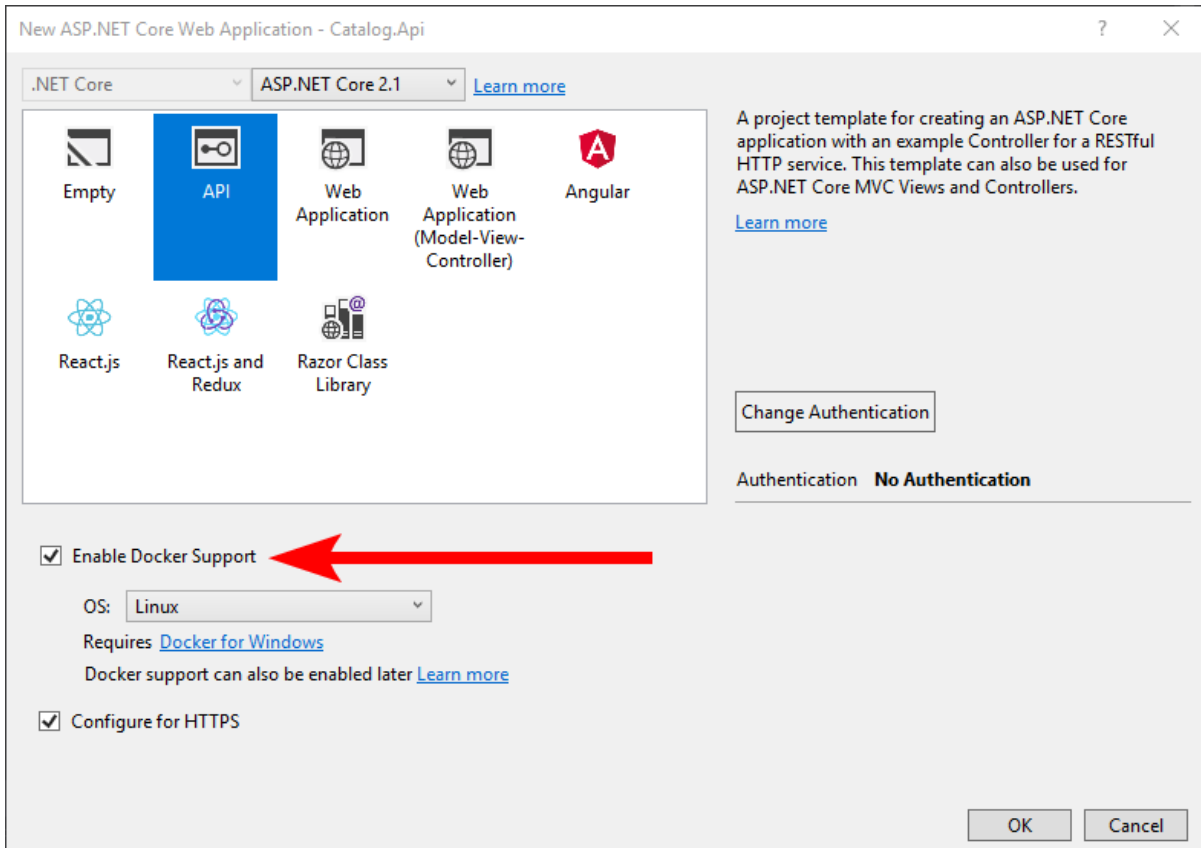 New ASP.NET Core Web Application - Catalog.Api
?
.NET Core
ASP.NET Core 2.1
Learn more
Empty
API
Web
Application
Web
Application
(Model-View-
Controller)
Angular
React.js
React.js and
Redux
Razor Class
Library
A project template for creating an ASP.NET Core
application with an example Controller for a RESTful
HTTP service. This template can also be used for
ASP.NET Core MVC Views and Controllers.
Learn more
Change Authentication
Authentication No Authentication
Enable Docker Support
OS: Linux
Requires Docker for Windows
Docker support can also be enabled later Learn more
Configure for HTTPS
OK
Cancel